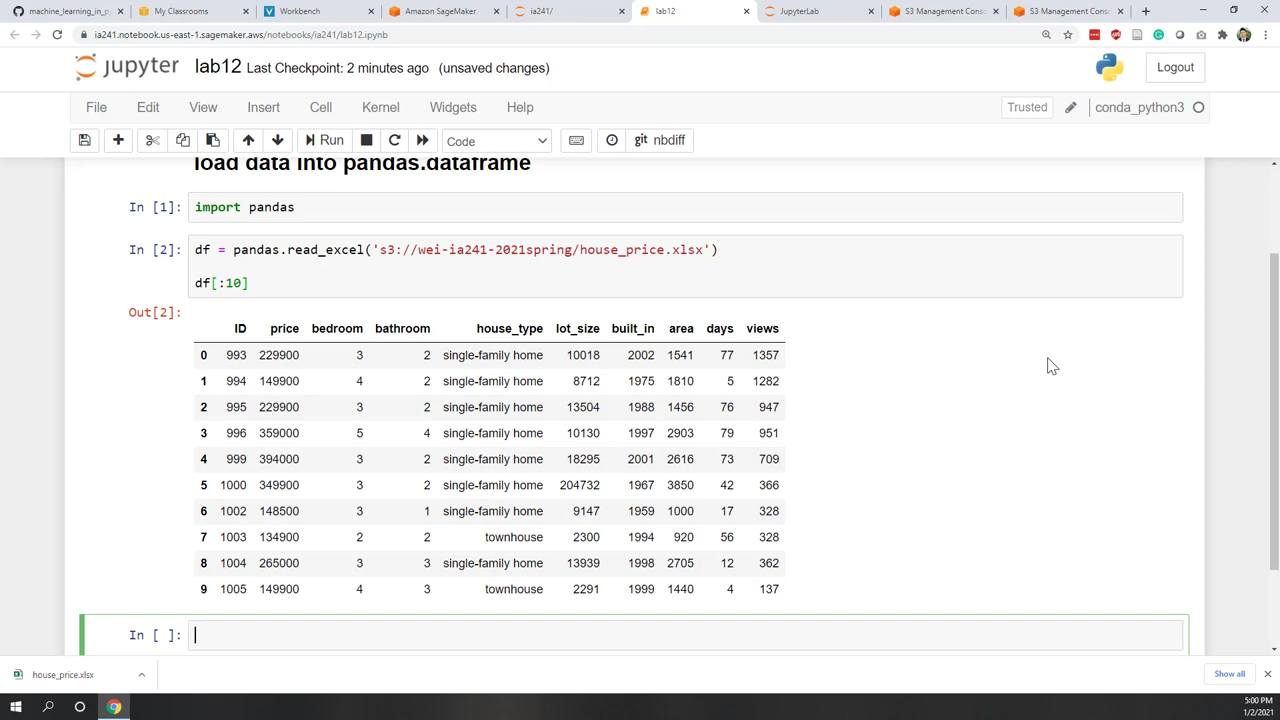 machine_learning_in_p
My Classrooms
Workbench
Amazon SageMaker
ia241/
lab12
JupyterLab
S3 Management Cons
S3 Management Cons
ia241.notebook.us-east-1.sagemaker.aws/notebooks/ia241/lab12.ipynb
jupyter lab12 Last Checkpoint: 2 minutes ago (unsaved changes)
Logout
File Edit View Insert Cell Kernel Widgets Help
Trusted conda_python3
Run Code git nbdiff
load data into pandas.dataframe
In [1]: import pandas
In [2]: df = pandas.read_excel('s3://wei-ia241-2021spring/house_price.xlsx')
df[:10]
Out[2]:
ID price bedroom bathroom house_type lot_size built_in area days views
0 993 229900 3 2 single-family home 10018 2002 1541 77 1357
1 994 149900 4 2 single-family home 8712 1975 1810 5 1282
2 995 229900 3 2 single-family home 13504 1988 1456 76 947
3 996 359000 5 4 single-family home 10130 1997 2903 79 951
4 999 394000 3 2 single-family home 18295 2001 2616 73 709
5 1000 349900 3 2 single-family home 204732 1967 3850 42 366
6 1002 148500 3 1 single-family home 9147 1959 1000 17 328
7 1003 134900 2 2 townhouse 2300 1994 920 56 328
8 1004 265000 3 3 single-family home 13939 1998 2705 12 362
9 1005 149900 4 3 townhouse 2291 1999 1440 4 137
In [ ]:
house_price.xlsx
Show all
5:00 PM
1/2/2021